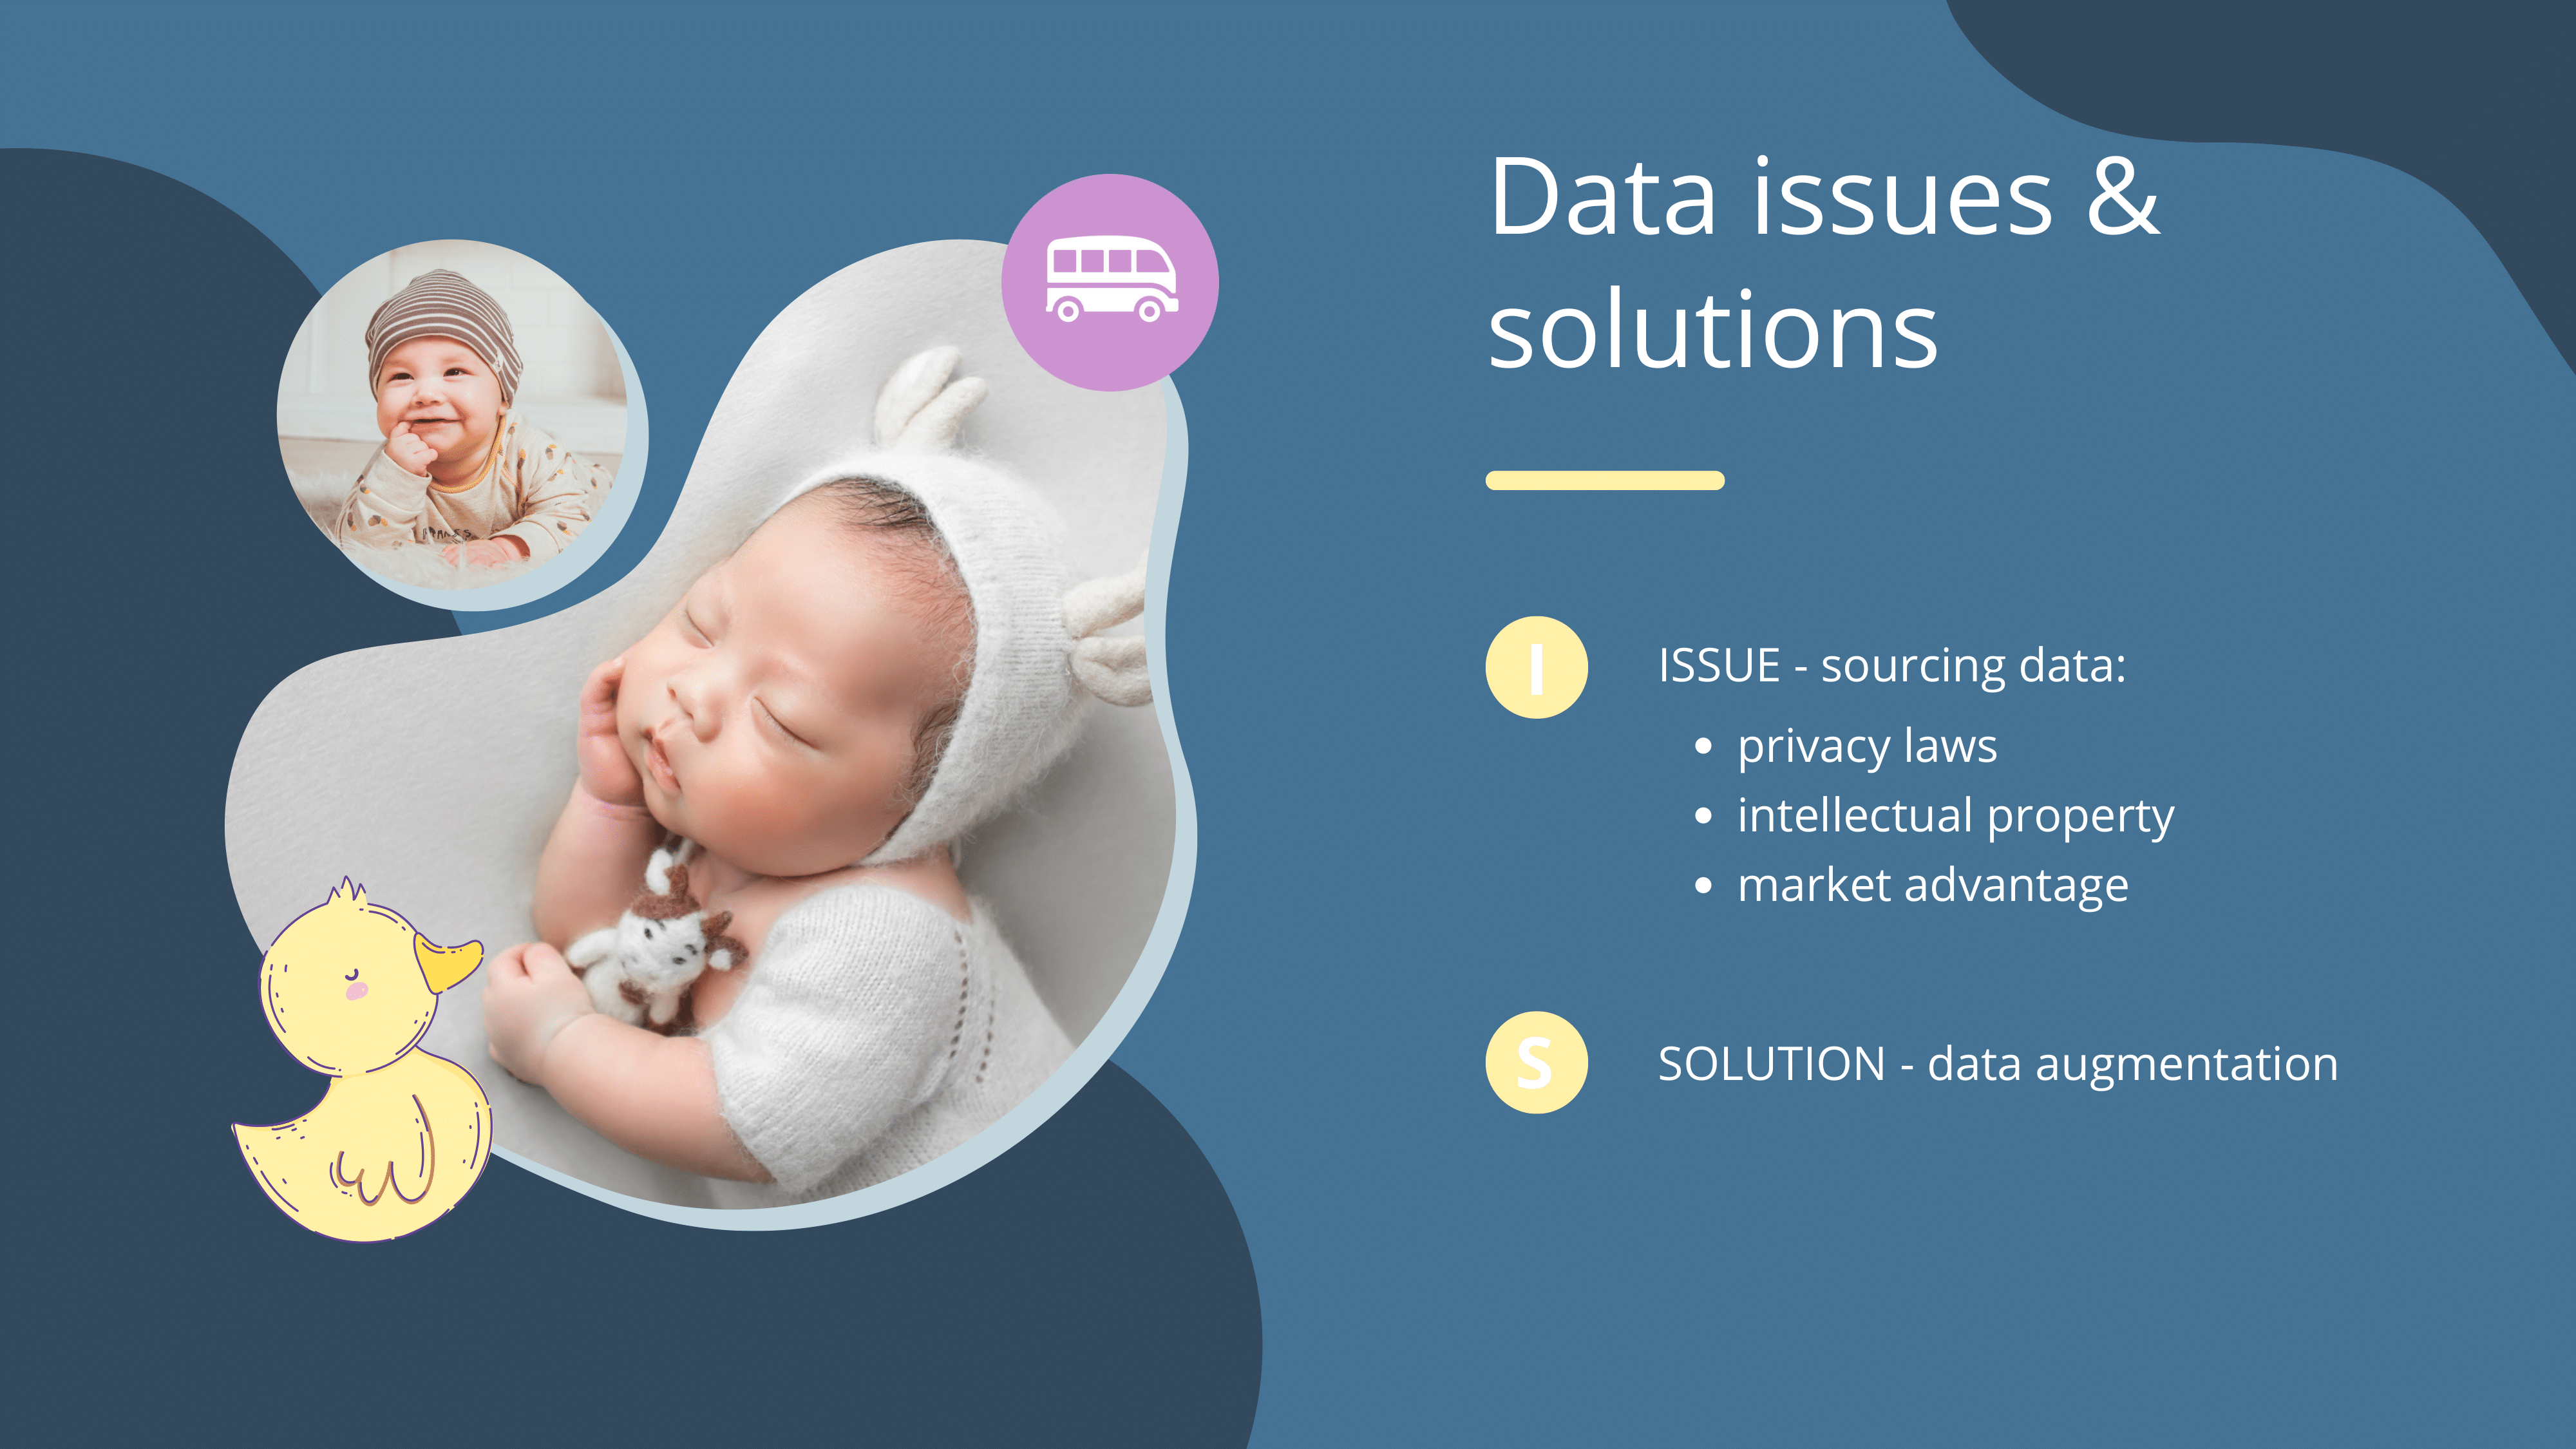 Data issues &
solutions
I
ISSUE - sourcing data:
• privacy laws
• intellectual property
• market advantage
S
SOLUTION - data augmentation